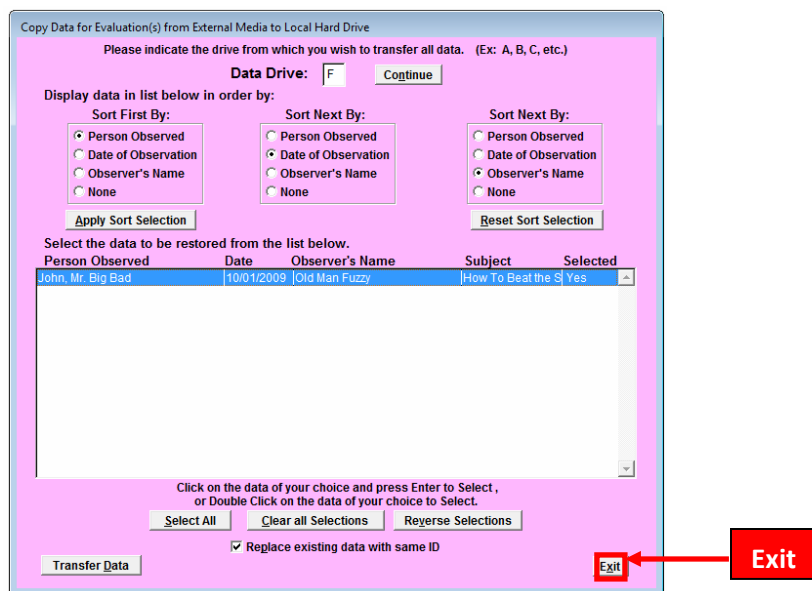 Copy Data for Evaluation(s) from External Media to Local Hard Drive
Please indicate the drive from which you wish to transfer all data. (Ex: A, B, C, etc.)
Data Drive: F Continue
Display data in list below in order by:
Sort First By: Sort Next By: Sort Next By:
Person Observed Person Observed Person Observed
Date of Observation Date of Observation Date of Observation
Observer's Name Observer's Name Observer's Name
None None None
Apply Sort Selection Reset Sort Selection
Select the data to be restored from the list below.
Person Observed Date Observer's Name Subject Selected
John, Mr. Big Bad 10/01/2009 Old Man Fuzzy How To Beat the S Yes
Click on the data of your choice and press Enter to Select ,
or Double Click on the data of your choice to Select.
Select All Clear all Selections Reverse Selections
Replace existing data with same ID
Transfer Data Exit Exit